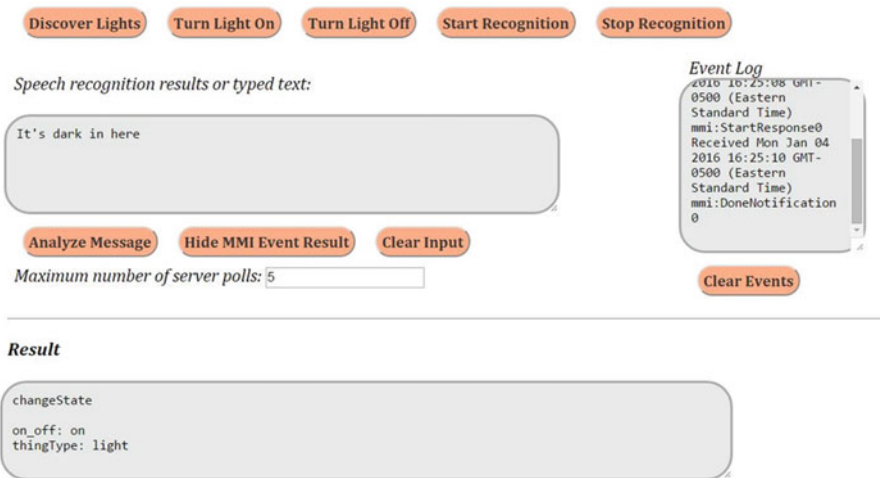 Discover Lights Turn Light On Turn Light Off Start Recognition Stop Recognition
Speech recognition results or typed text:
It's dark in here
Analyze Message Hide MMI Event Result Clear Input
Maximum number of server polls: 5
Event Log
2016 16:25:08 GMT-
0500 (Eastern
Standard Time)
mmi:StartResponse0
Received Mon Jan 04
2016 16:25:10 GMT-
0500 (Eastern
Standard Time)
mmi:DoneNotification
0
Clear Events
Result
changeState
on_off: on
thingType: light